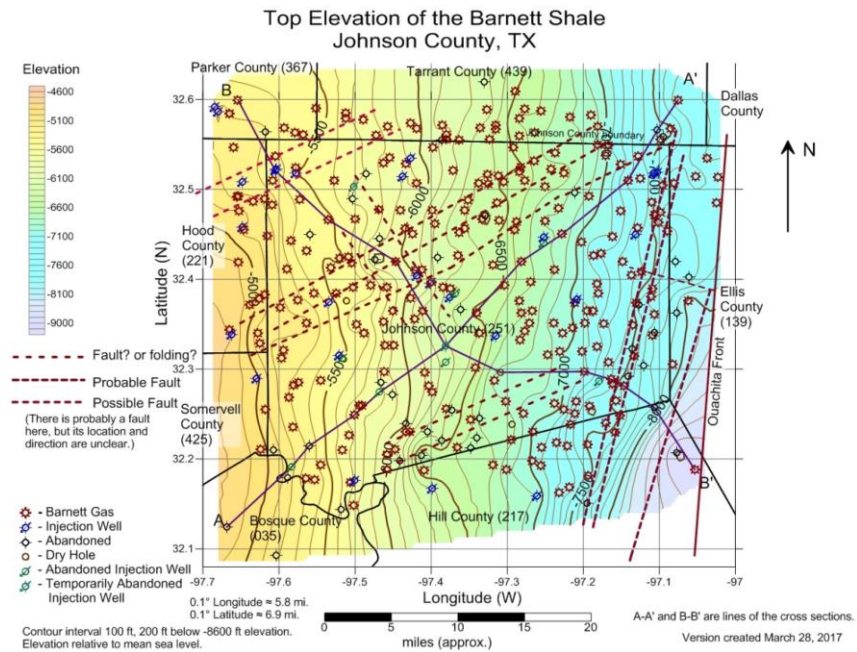 Top Elevation of the Barnett Shale
Johnson County, TX
Elevation
-4600
-5100
-5600
-6100
-6600
-7100
-7600
-8100
-9000
Parker County (367)
Tarrant County (439)
A'
B
Dallas
County
Johnson County Boundary
N
32.6
32.5
32.4
32.3
32.2
32.1
Latitude (N)
-5500
-6000
-6500
-7000
-5000
-5500
-7000
-7500
Hood
County
(221)
Johnson County (251)
Ellis
County
(139)
Ouachita Front
Fault? or folding?
Probable Fault
Possible Fault
(There is probably a fault
here, but its location and
direction are unclear.)
Somervell
County
(425)
A
B'
Bosque County
(035)
Hill County (217)
- Barnett Gas
- Injection Well
- Abandoned
- Dry Hole
- Abandoned Injection Well
- Temporarily Abandoned
Injection Well
-97.7
-97.6
-97.5
-97.4
-97.3
-97.2
-97.1
-97
Longitude (W)
0.1° Longitude ≈ 5.8 mi.
0.1° Latitude ≈ 6.9 mi.
0
5
10
15
20
miles (approx.)
Contour interval 100 ft, 200 ft below -8600 ft elevation.
Elevation relative to mean sea level.
A-A' and B-B' are lines of the cross sections.
Version created March 28, 2017